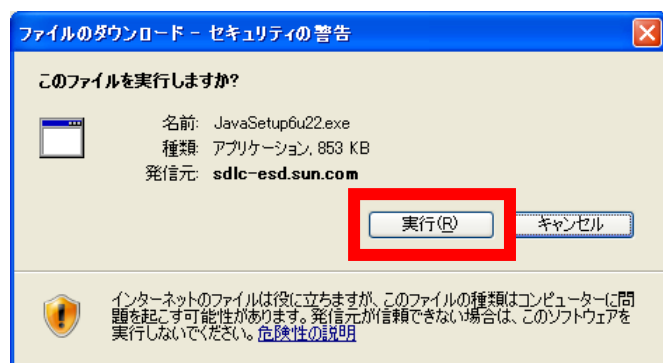 ファイルのダウンロード - セキュリティの警告
このファイルを実行しますか?
名前: JavaSetup6u22.exe
種類: アプリケーション, 853 KB
発信元: sdlc-esd.sun.com
実行(R) キャンセル
インターネットのファイルは役に立ちますが、このファイルの種類はコンピューターに問
題を起こす可能性があります。発信元が信頼できない場合は、このソフトウェアを
実行しないでください。危険性の説明